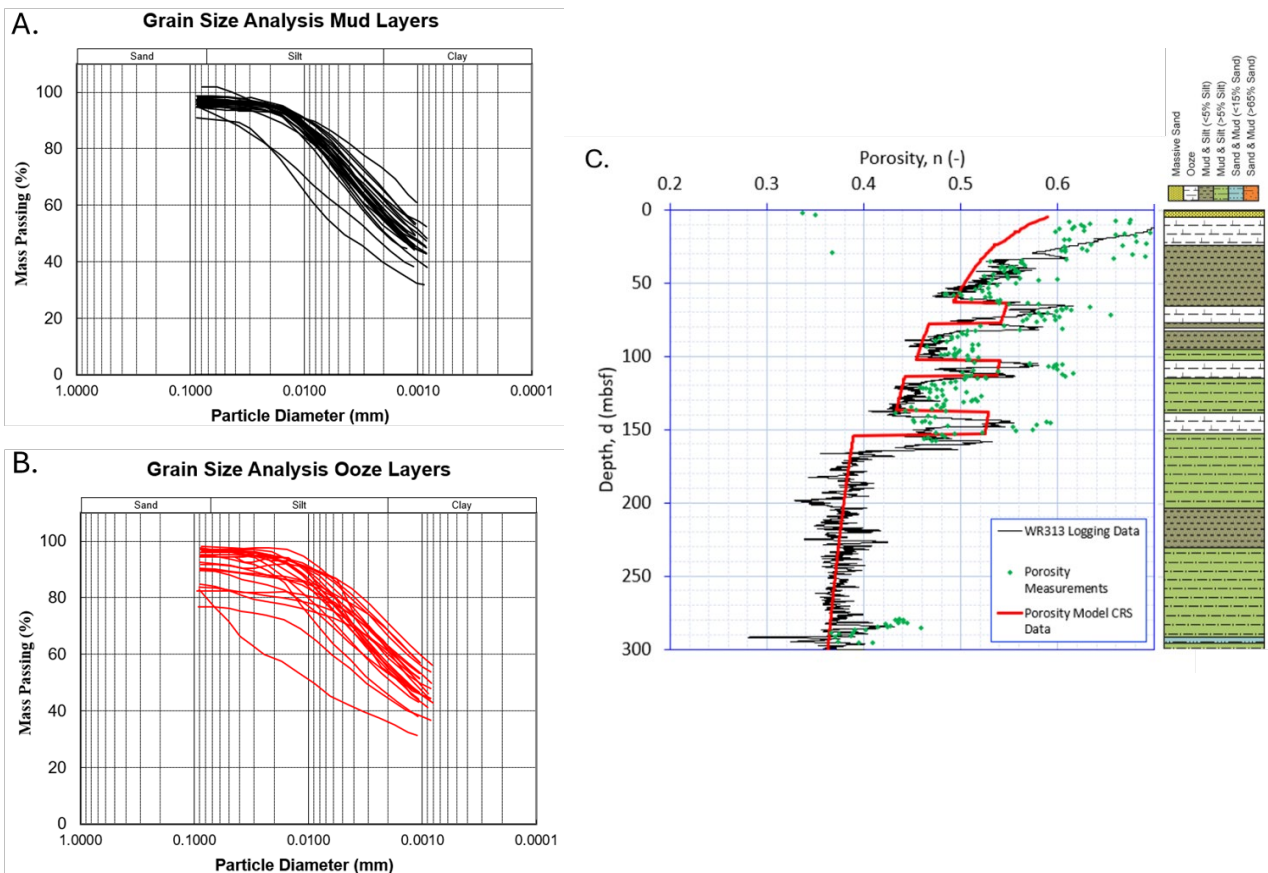 A.
Grain Size Analysis Mud Layers
Sand Silt Clay
100
80
60
40
20
0
Mass Passing (%)
1.0000 0.1000 0.0100 0.0010 0.0001
Particle Diameter (mm)
B.
Grain Size Analysis Ooze Layers
Sand Silt Clay
100
80
60
40
20
0
Mass Passing (%)
1.0000 0.1000 0.0100 0.0010 0.0001
Particle Diameter (mm)
C.
Porosity, n (-)
0.2 0.3 0.4 0.5 0.6
0
50
100
150
200
250
300
Depth, d (mbsf)
WR313 Logging Data
Porosity
Measurements
Porosity Model CRS
Data
Massive Sand
Ooze
Mud & Silt (<5% Silt)
Mud & Silt (>5% Silt)
Sand & Mud (<15% Sand)
Sand & Mud (>65% Sand)